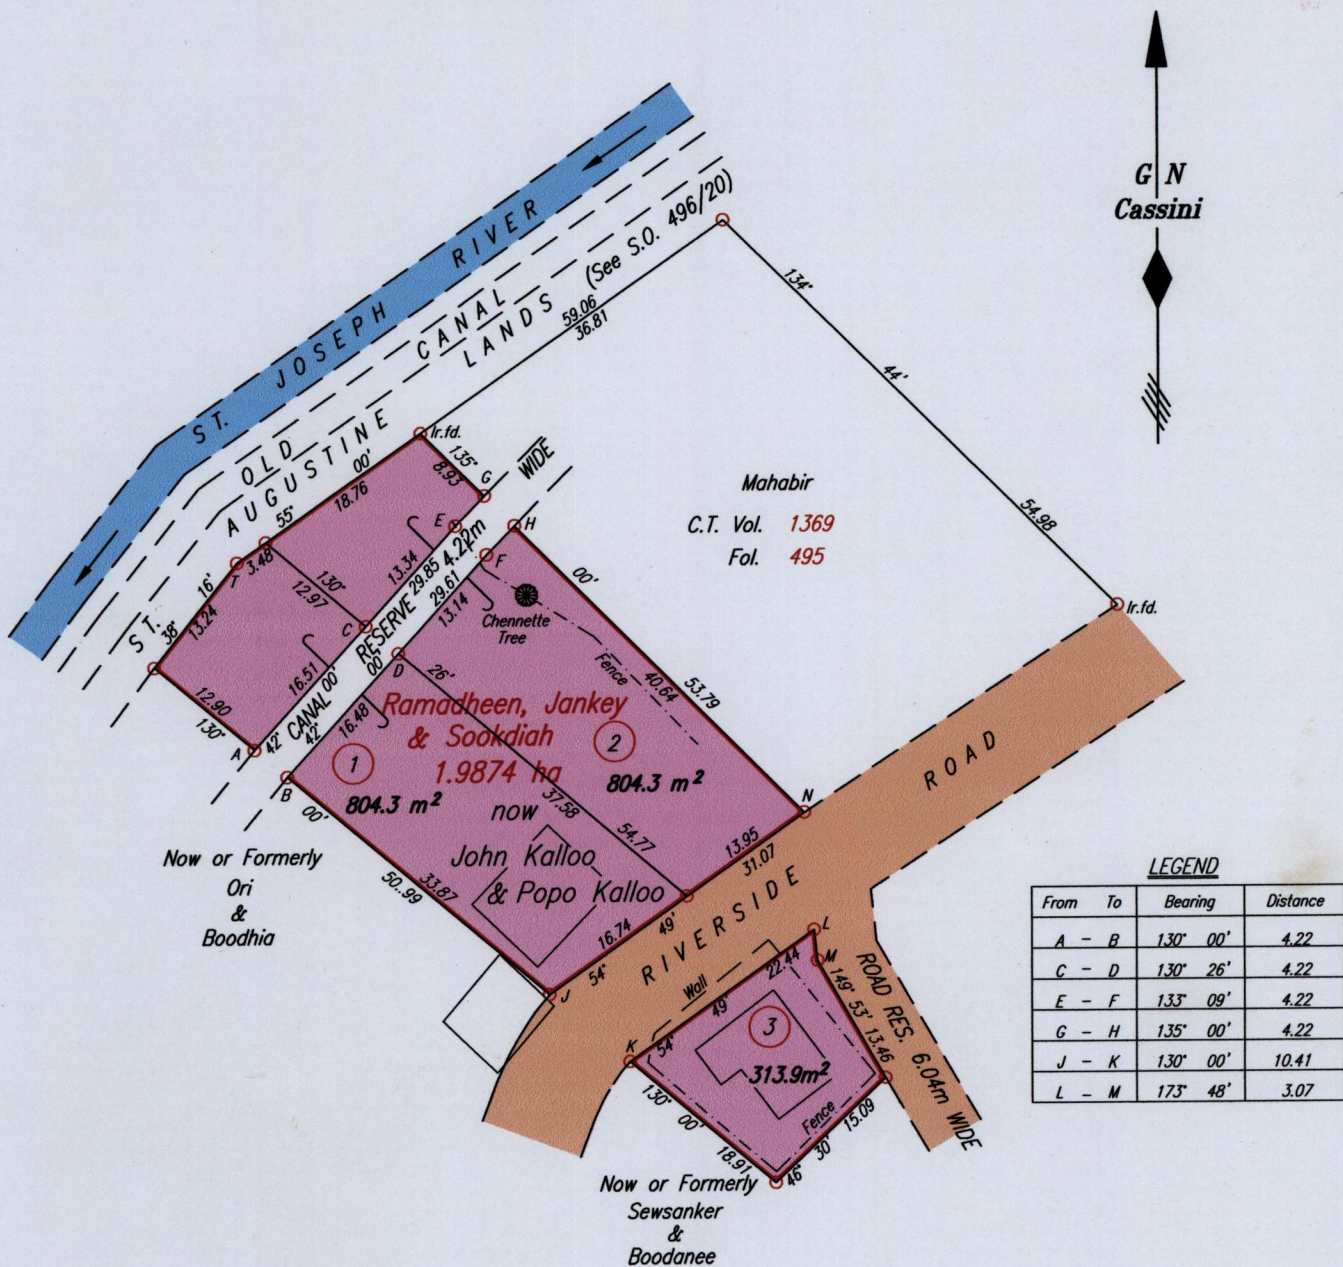 G N
Cassini
ST. JOSEPH RIVER
OLD CANAL
ST. AUGUSTINE LANDS (See S.O. 496/20)
59.06
36.81
134°
44'
54.98
Ir.fd.
Ir.fd.
Mahabir
C.T. Vol. 1369
Fol. 495
135°
8.93
G
WIDE
H
E
F
55°
00'
18.76
T
3.48
16'
38°
13.24
130°
12.97
C
13.34
29.85
4.22m
29.61
13.14
RESERVE
CANAL
00'
00'
42°
42°
16.51
16.48
12.90
130°
A
B
D
26'
00'
Chennette
Tree
Fence
40.64
53.79
Ramadheen, Jankey
& Sookdiah
1.9874 ha
now
John Kalloo
& Popo Kalloo
1
804.3 m²
2
804.3 m²
37.58
54.77
00'
33.87
50..99
N
13.95
31.07
16.74
49'
54°
J
RIVERSIDE ROAD
Now or Formerly
Ori
&
Boodhia
L
M
K
Wall
22.44
49'
54°
3
313.9m²
149° 53' 13.46
ROAD RES. 6.04m WIDE
Fence
15.09
30'
46°
130°
00'
18.91
Now or Formerly
Sewsanker
&
Boodanee
LEGEND
From To Bearing Distance
A - B 130° 00' 4.22
C - D 130° 26' 4.22
E - F 133° 09' 4.22
G - H 135° 00' 4.22
J - K 130° 00' 10.41
L - M 173° 48' 3.07